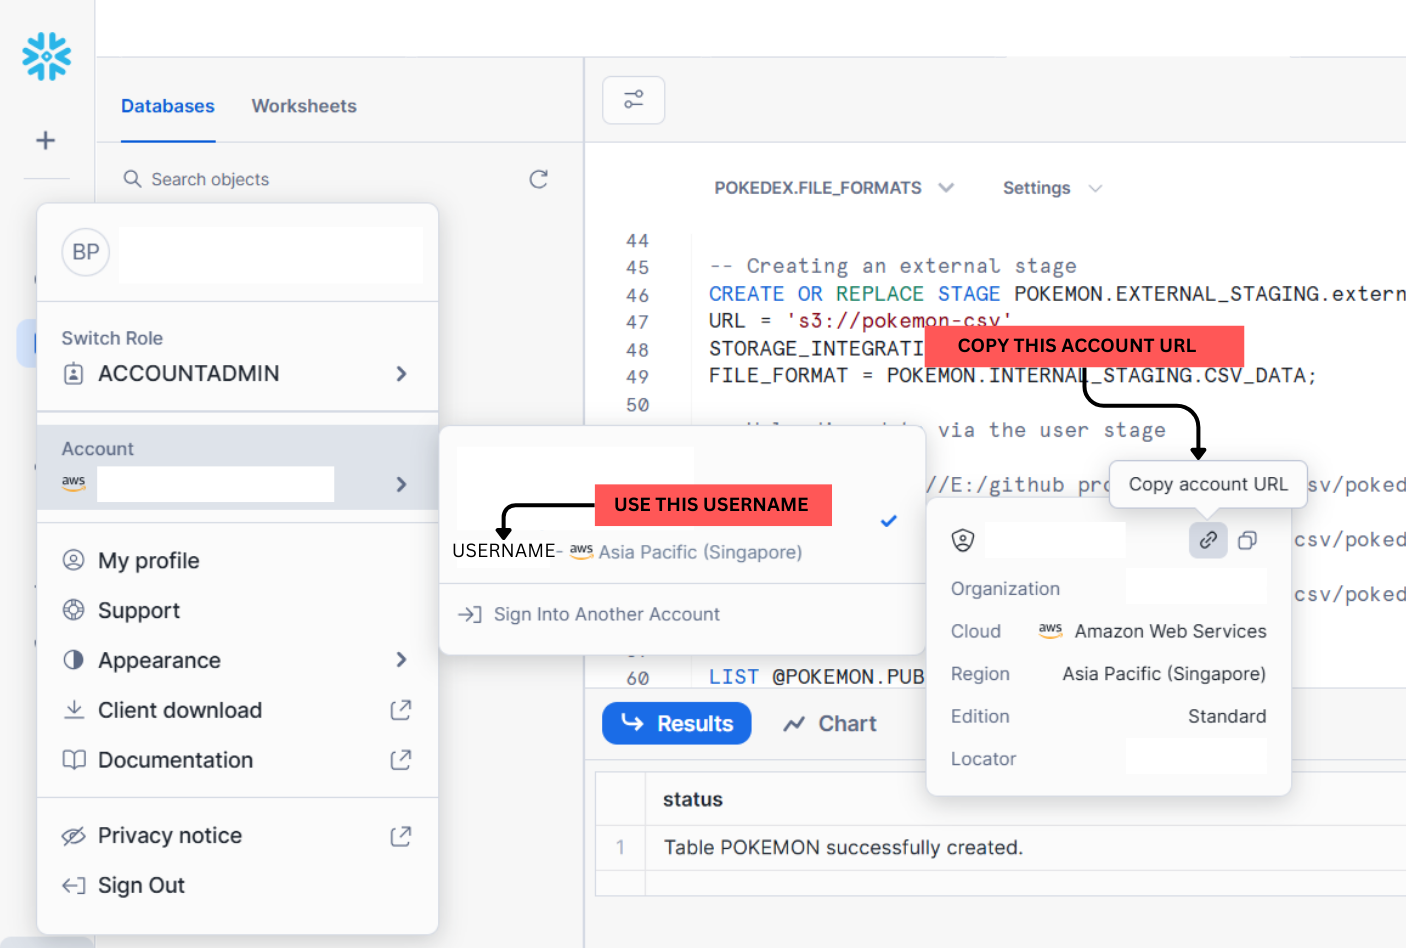 Databases
Worksheets
Search objects
BP
Switch Role
ACCOUNTADMIN
Account
aws
My profile
Support
Appearance
Client download
Documentation
Privacy notice
Sign Out
USE THIS USERNAME
USERNAME- aws Asia Pacific (Singapore)
Sign Into Another Account
POKEDEX.FILE_FORMATS
Settings
44
45 -- Creating an external stage
46 CREATE OR REPLACE STAGE POKEMON.EXTERNAL_STAGING.extern
47 URL = 's3://pokemon-csv'
48 STORAGE_INTEGRATI
COPY THIS ACCOUNT URL
49 FILE_FORMAT = POKEMON.INTERNAL_STAGING.CSV_DATA;
50
via the user stage
//E:/github pro
sv/poked
Copy account URL
csv/poked
csv/poked
60 LIST @POKEMON.PUB
Organization
Cloud aws Amazon Web Services
Region Asia Pacific (Singapore)
Edition Standard
Locator
Results
Chart
status
1 Table POKEMON successfully created.